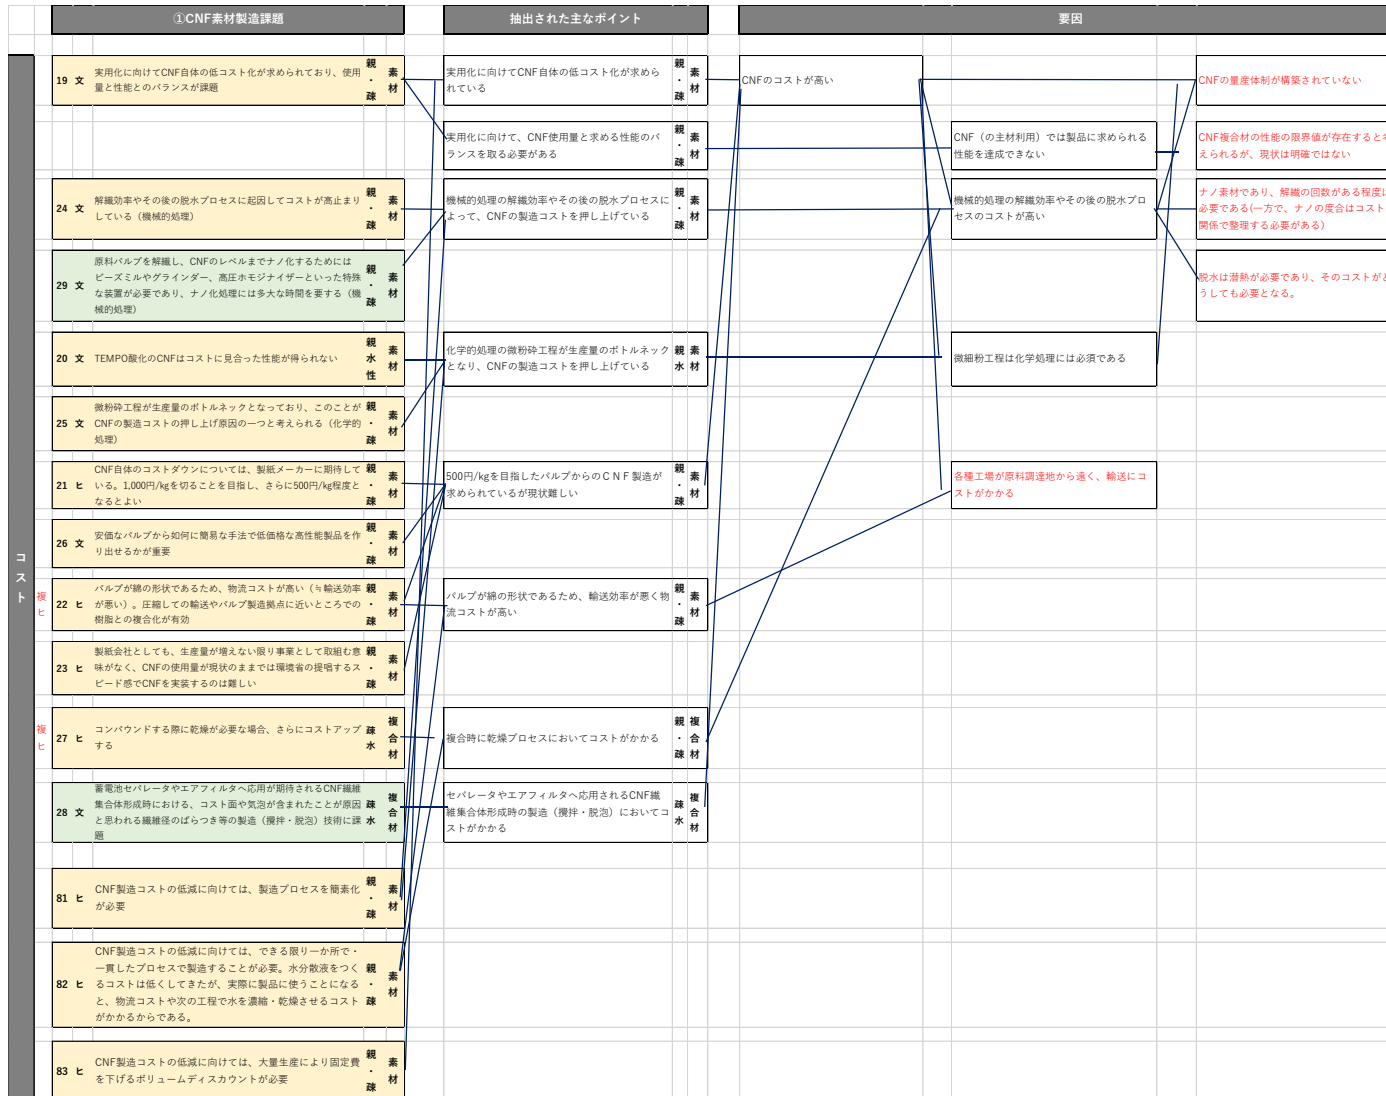 ①CNF素材製造課題
抽出された主なポイント
要因
コスト
19 文
実用化に向けてCNF自体の低コスト化が求められており、使用
量と性能とのバランスが課題
親・疎
素材
実用化に向けてCNF自体の低コスト化が求めら
れている
親・疎
素材
CNFのコストが高い
CNFの量産体制が構築されていない
実用化に向けて、CNF使用量と求める性能のバ
ランスを取る必要がある
親・疎
素材
CNF（の主材利用）では製品に求められる
性能を達成できない
CNF複合材の性能の限界値が存在すると考
えられるが、現状は明確ではない
24 文
解繊効率やその後の脱水プロセスに起因してコストが高止まり
している（機械的処理）
親・疎
素材
機械的処理の解繊効率やその後の脱水プロセスに
よって、CNFの製造コストを押し上げている
親・疎
素材
機械的処理の解繊効率やその後の脱水プロ
セスのコストが高い
ナノ素材であり、解繊の回数がある程度は
必要である(一方で、ナノの度合はコスト
関係で整理する必要がある）
29 文
原料パルプを解繊し、CNFのレベルまでナノ化するためには
ビーズミルやグラインダー、高圧ホモジナイザーといった特殊
な装置が必要であり、ナノ化処理には多大な時間を要する（機
械的処理）
親・疎
素材
脱水は潜熱が必要であり、そのコストがど
うしても必要となる。
20 文
TEMPO酸化のCNFはコストに見合った性能が得られない
親水性
素材
化学的処理の微粉砕工程が生産量のボトルネック
となり、CNFの製造コストを押し上げている
親水
素材
微細粉工程は化学処理には必須である
25 文
微粉砕工程が生産量のボトルネックとなっており、このことが
CNFの製造コストの押し上げ原因の一つと考えられる（化学的
処理）
親・疎
素材
21 ヒ
CNF自体のコストダウンについては、製紙メーカーに期待して
いる。1,000円/kgを切ることを目指し、さらに500円/kg程度と
なるとよい
親・疎
素材
500円/kgを目指したパルプからのＣＮＦ製造が
求められているが現状難しい
親・疎
素材
各種工場が原料調達地から遠く、輸送にコ
ストがかかる
26 文
安価なパルプから如何に簡易な手法で低価格な高性能製品を作
り出せるかが重要
親・疎
素材
複ヒ
22 ヒ
パルプが綿の形状であるため、物流コストが高い（≒輸送効率
が悪い）。圧縮しての輸送やパルプ製造拠点に近いところでの
樹脂との複合化が有効
親・疎
素材
パルプが綿の形状であるため、輸送効率が悪く物
流コストが高い
親・疎
素材
23 ヒ
製紙会社としても、生産量が増えない限り事業として取組む意
味がなく、CNFの使用量が現状のままでは環境省の提唱するス
ピード感でCNFを実装するのは難しい
親・疎
素材
複ヒ
27 ヒ
コンパウンドする際に乾燥が必要な場合、さらにコストアップ
する
疎水
複合材
複合時に乾燥プロセスにおいてコストがかかる
親・疎
複合材
28 文
蓄電池セパレータやエアフィルタへ応用が期待されるCNF繊維
集合体形成時における、コスト面や気泡が含まれたことが原因
と思われる繊維径のばらつき等の製造（攪拌・脱泡）技術に課
題
疎水
複合材
セパレータやエアフィルタへ応用されるCNF繊
維集合体形成時の製造（攪拌・脱泡）においてコ
ストがかかる
疎水
複合材
81 ヒ
CNF製造コストの低減に向けては、製造プロセスを簡素化
が必要
親・疎
素材
82 ヒ
CNF製造コストの低減に向けては、できる限り一か所で・
一貫したプロセスで製造することが必要。水分散液をつく
るコストは低くしてきたが、実際に製品に使うことになる
と、物流コストや次の工程で水を濃縮・乾燥させるコスト
がかかるからである。
親・疎
素材
83 ヒ
CNF製造コストの低減に向けては、大量生産により固定費
を下げるボリュームディスカウントが必要
親・疎
素材